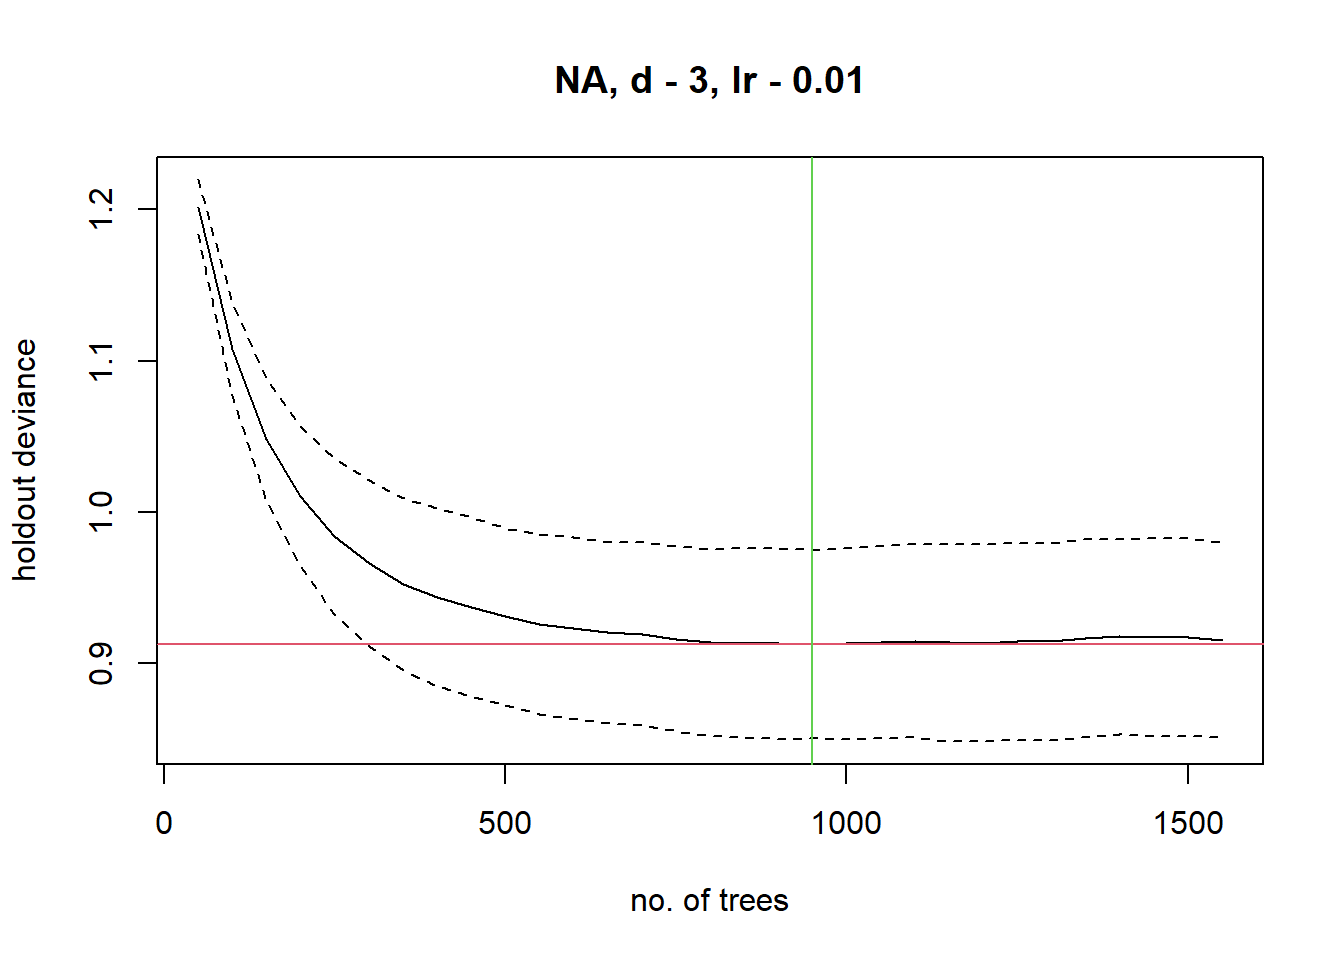 NA, d - 3, lr - 0.01
holdout deviance
1.2
1.1
1.0
0.9
0
500
1000
1500
no. of trees